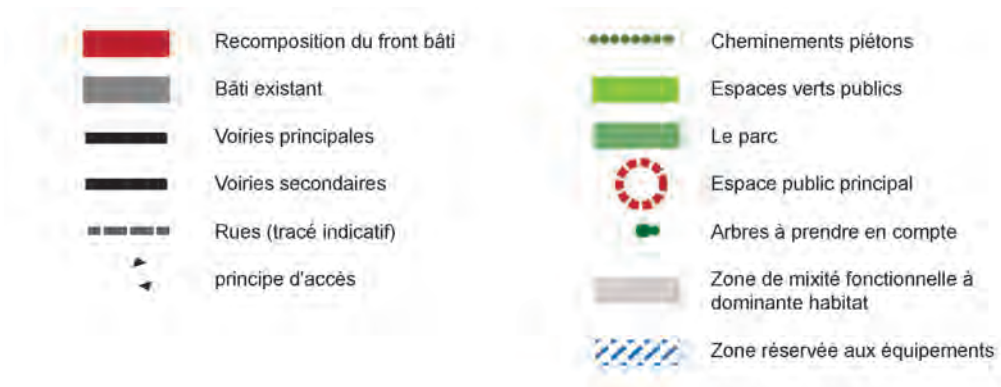 Recomposition du front bâti
Bâti existant
Voiries principales
Voiries secondaires
Rues (tracé indicatif)
principe d'accès
Cheminements piétons
Espaces verts publics
Le parc
Espace public principal
Arbres à prendre en compte
Zone de mixité fonctionnelle à
dominante habitat
Zone réservée aux équipements